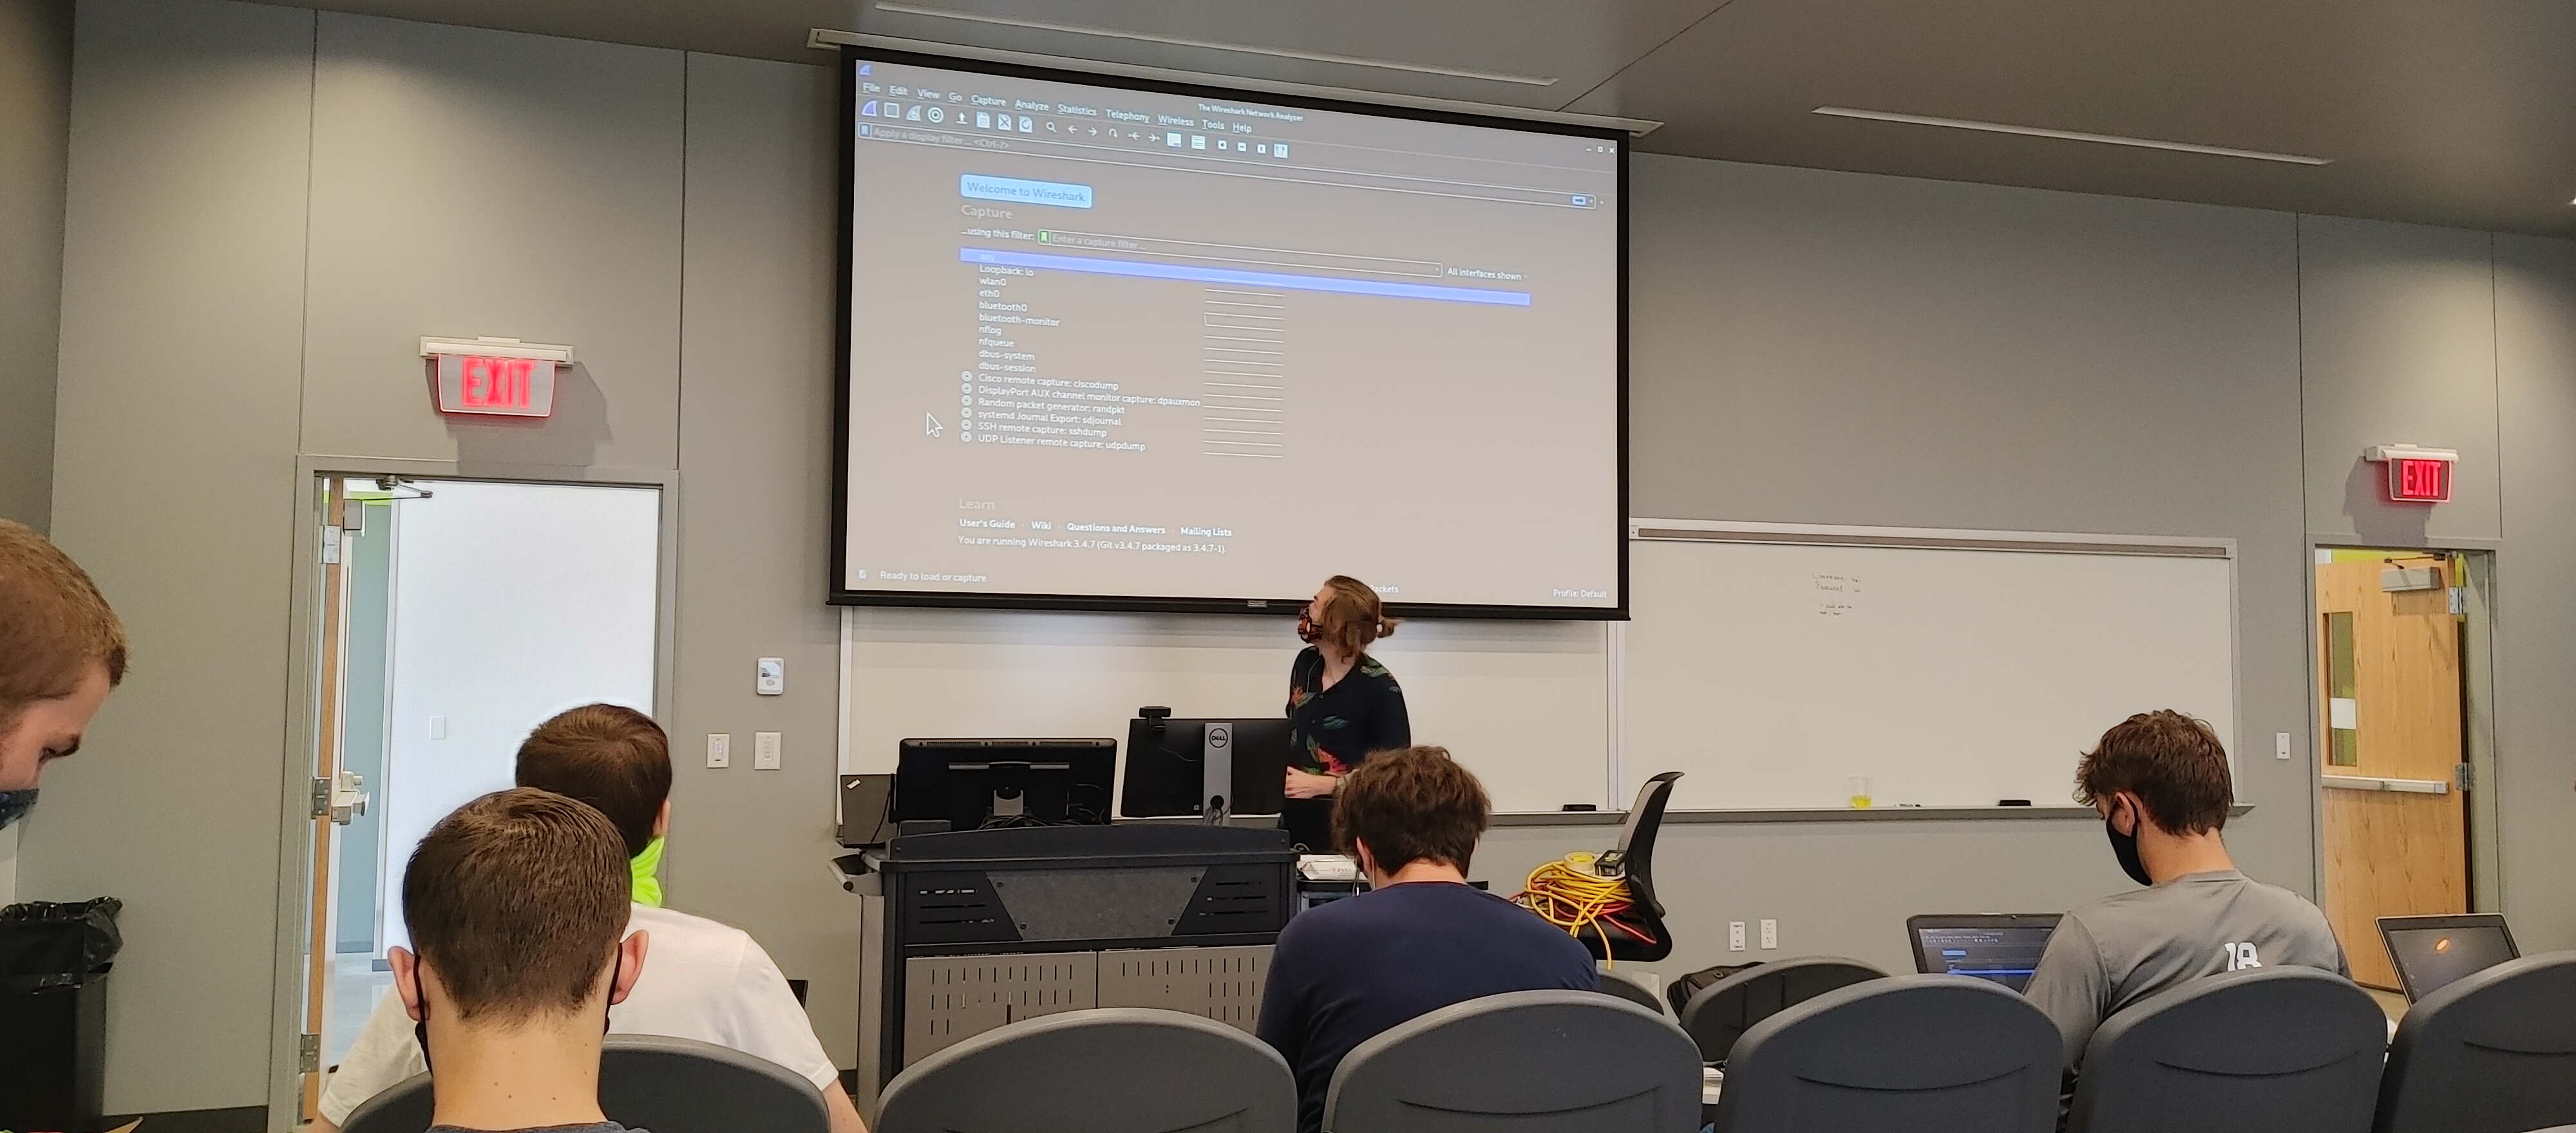 The Wireshark Network Analyzer
File Edit View Go Capture Analyze Statistics Telephony Wireless Tools Help
Apply a display filter ... <Ctrl-/>
Welcome to Wireshark
Capture
...using this filter: Enter a capture filter ... All interfaces shown
any
Loopback: lo
wlan0
eth0
bluetooth0
bluetooth-monitor
nflog
nfqueue
dbus-system
dbus-session
Cisco remote capture: ciscodump
DisplayPort AUX channel monitor capture: dpauxmon
Random packet generator: randpkt
systemd Journal Export: sdjournal
SSH remote capture: sshdump
UDP Listener remote capture: udpdump
Learn
User's Guide · Wiki · Questions and Answers · Mailing Lists
You are running Wireshark 3.4.7 (Git v3.4.7 packaged as 3.4.7-1).
Ready to load or capture
Profile: Default
EXIT
EXIT
DELL
18